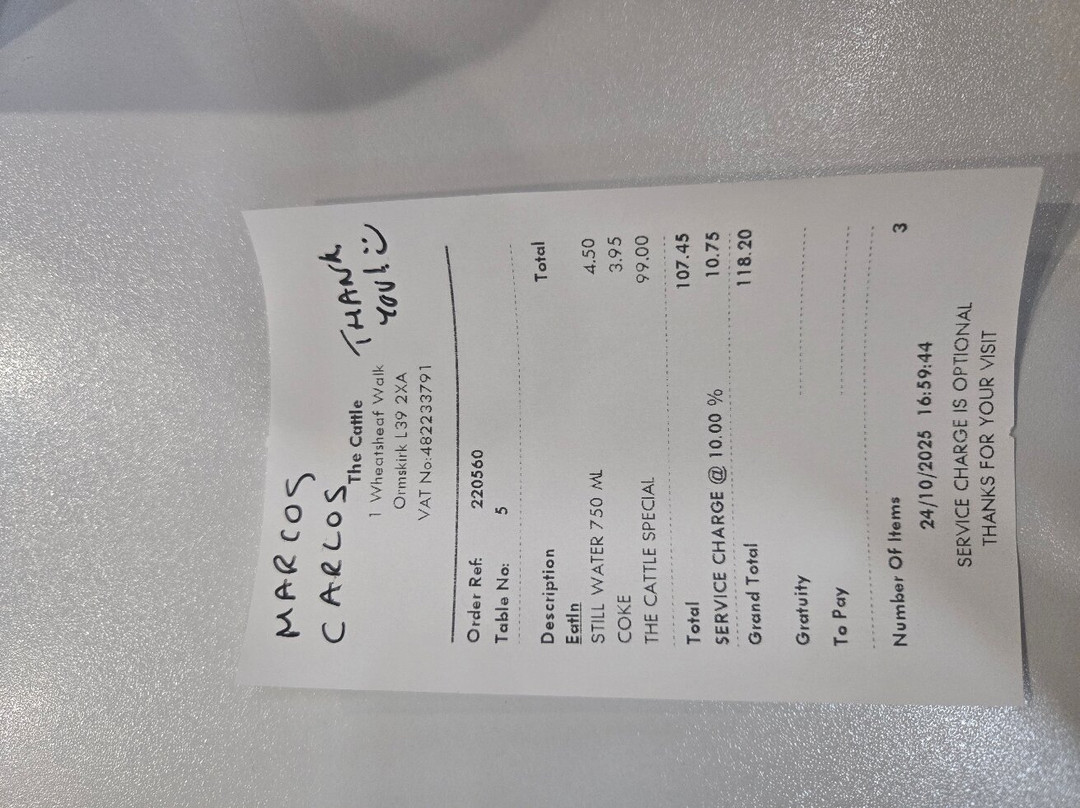 MARCOS
CARLOS
THANK
YOU! :)
The Cattle
1 Wheatsheaf Walk
Ormskirk L39 2XA
VAT No:482233791
Order Ref: 220560
Table No: 5
Description Total
EatIn
STILL WATER 750 ML 4.50
COKE 3.95
THE CATTLE SPECIAL 99.00
Total 107.45
SERVICE CHARGE @ 10.00 % 10.75
Grand Total 118.20
Gratuity
To Pay
Number Of Items 3
24/10/2025 16:59:44
SERVICE CHARGE IS OPTIONAL
THANKS FOR YOUR VISIT